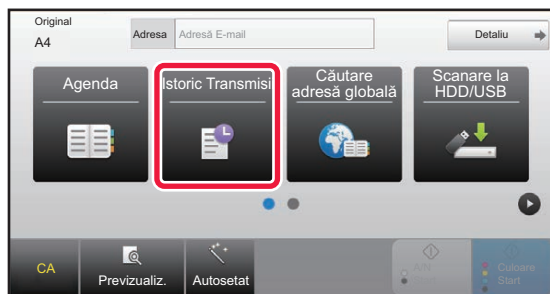 Original
A4
Adresa
Adresă E-mail
Detaliu
Agenda
Istoric Transmisi
Căutare
adresă globală
Scanare la
HDD/USB
CA
Previzualiz.
Autosetat
A/N
Start
Culoare
Start